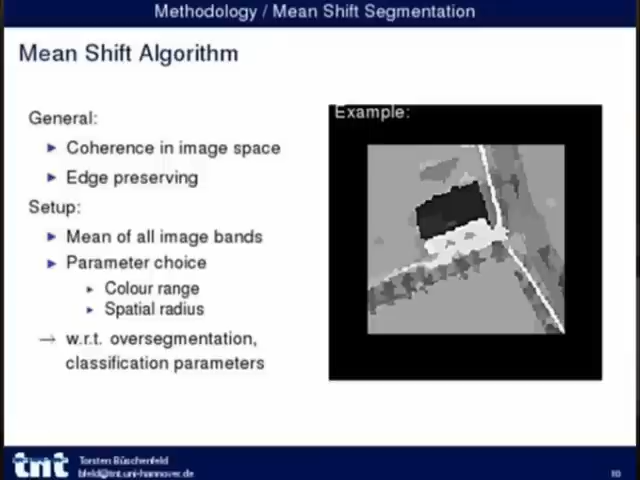 Methodology / Mean Shift Segmentation
Mean Shift Algorithm
General:
Coherence in image space
Edge preserving
Setup:
Mean of all image bands
Parameter choice
Colour range
Spatial radius
→ w.r.t. oversegmentation,
classification parameters
Example:
tnt
Torsten Büschenfeld
bfeld@tnt.uni-hannover.de